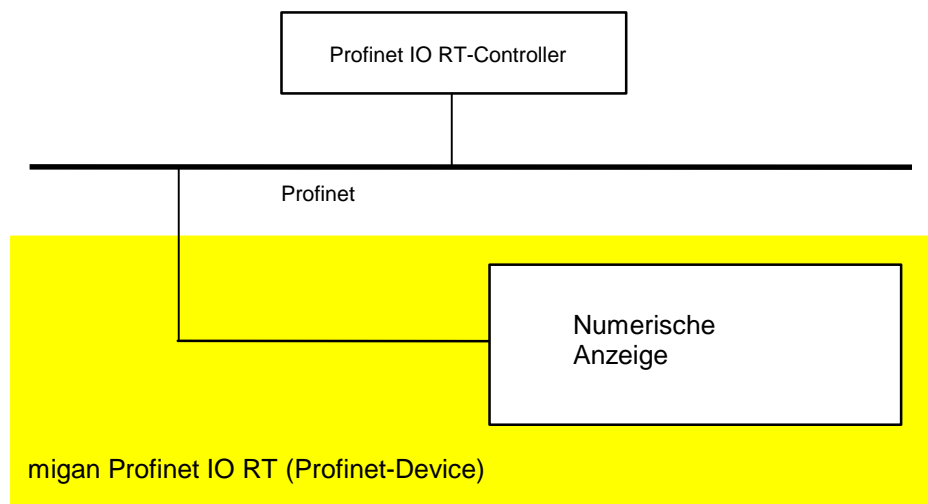 Profinet IO RT-Controller
Profinet
Numerische
Anzeige
migan Profinet IO RT (Profinet-Device)